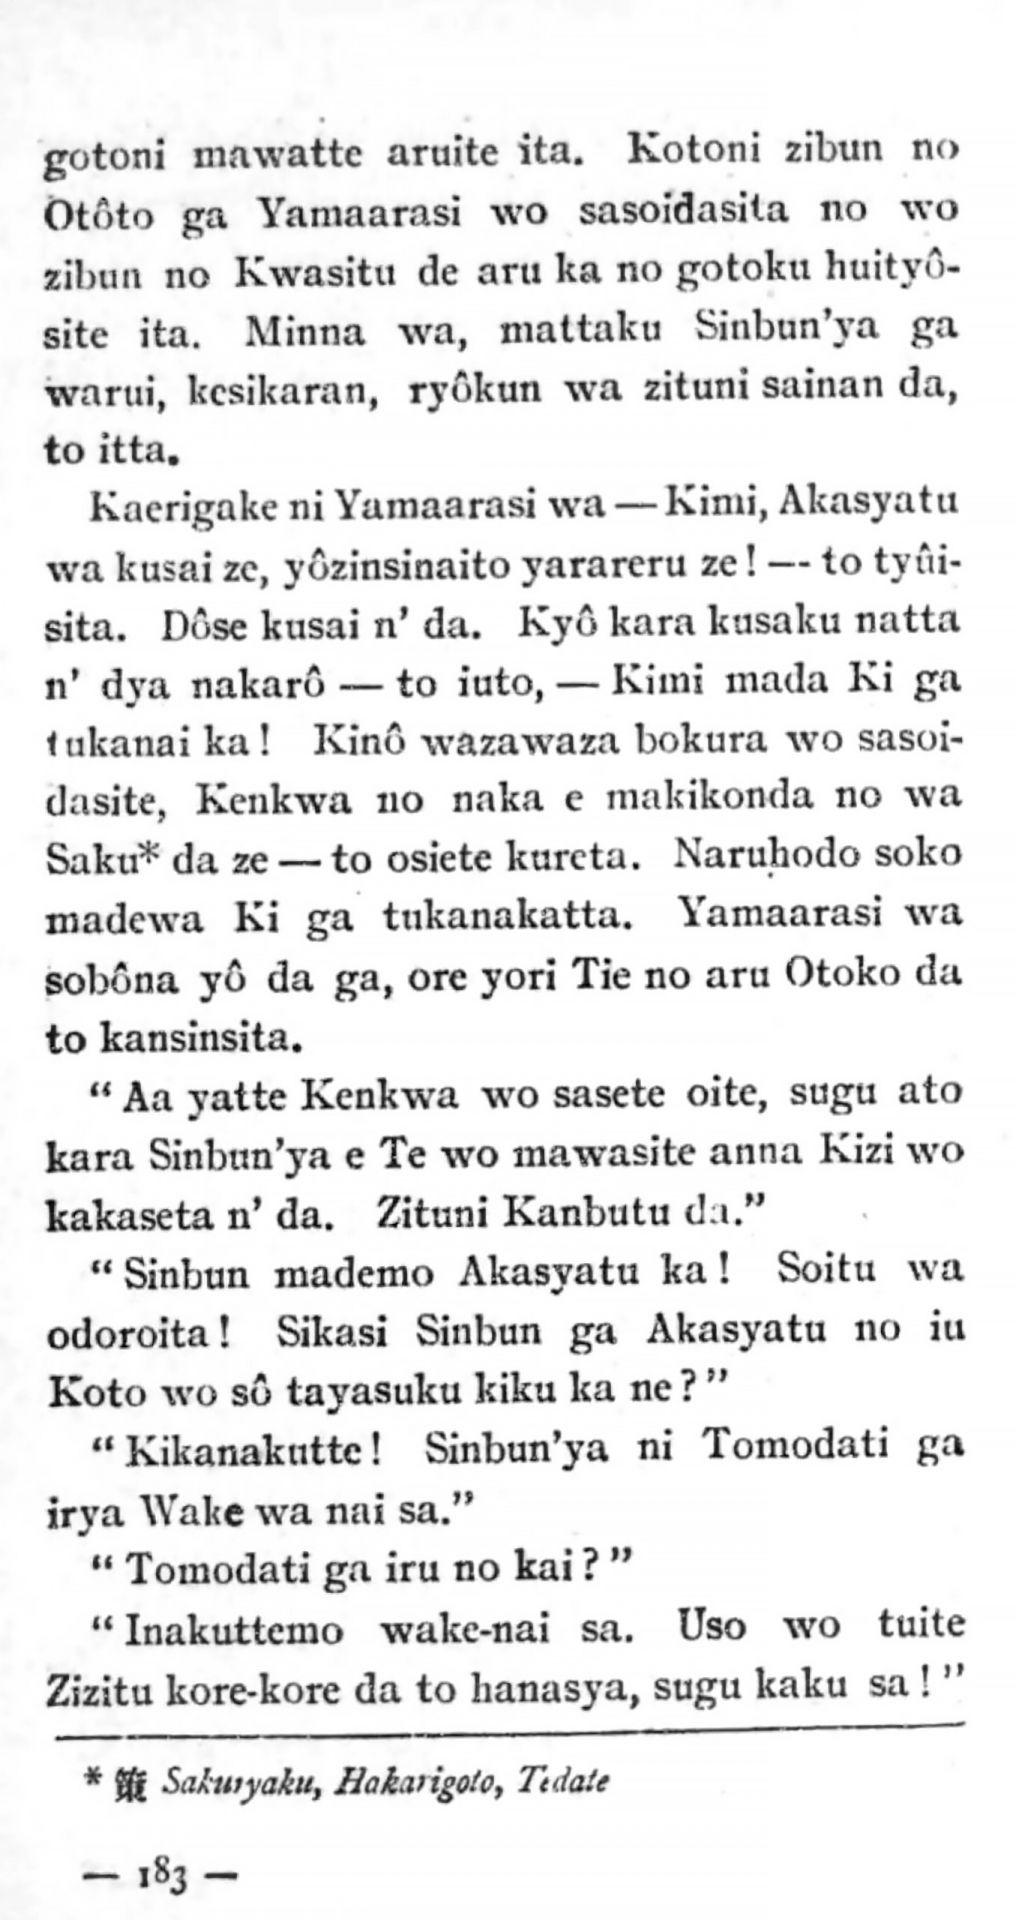 gotoni mawatte aruite ita. Kotoni zibun no
Otôto ga Yamaarasi wo sasoidasita no wo
zibun no Kwasitu de aru ka no gotoku huityô-
site ita. Minna wa, mattaku Sinbun'ya ga
warui, kesikaran, ryôkun wa zituni sainan da,
to itta.
Kaerigake ni Yamaarasi wa — Kimi, Akasyatu
wa kusai ze, yôzinsinaito yarareru ze! — to tyûi-
sita. Dôse kusai n' da. Kyô kara kusaku natta
n' dya nakarô — to iuto, — Kimi mada Ki ga
tukanai ka! Kinô wazawaza bokura wo sasoi-
dasite, Kenkwa no naka e makikonda no wa
Saku* da ze — to osiete kureta. Naruhodo soko
madewa Ki ga tukanakatta. Yamaarasi wa
sobôna yô da ga, ore yori Tie no aru Otoko da
to kansinsita.
“Aa yatte Kenkwa wo sasete oite, sugu ato
kara Sinbun'ya e Te wo mawasite anna Kizi wo
kakaseta n' da. Zituni Kanbutu da.”
“Sinbun mademo Akasyatu ka! Soitu wa
odoroita! Sikasi Sinbun ga Akasyatu no iu
Koto wo sô tayasuku kiku ka ne?”
“Kikanakutte! Sinbun'ya ni Tomodati ga
irya Wake wa nai sa.”
“Tomodati ga iru no kai?”
“Inakuttemo wake-nai sa. Uso wo tuite
Zizitu kore-kore da to hanasya, sugu kaku sa!”
* 策 Sakuryaku, Hakarigoto, Tedate
— 183 —